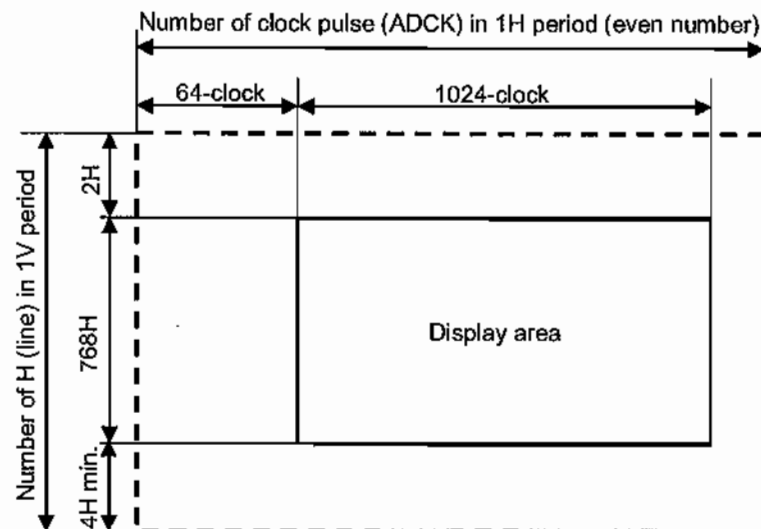 Number of clock pulse (ADCK) in 1H period (even number)
64-clock
1024-clock
Number of H (line) in 1V period
2H
768H
4H min.
Display area